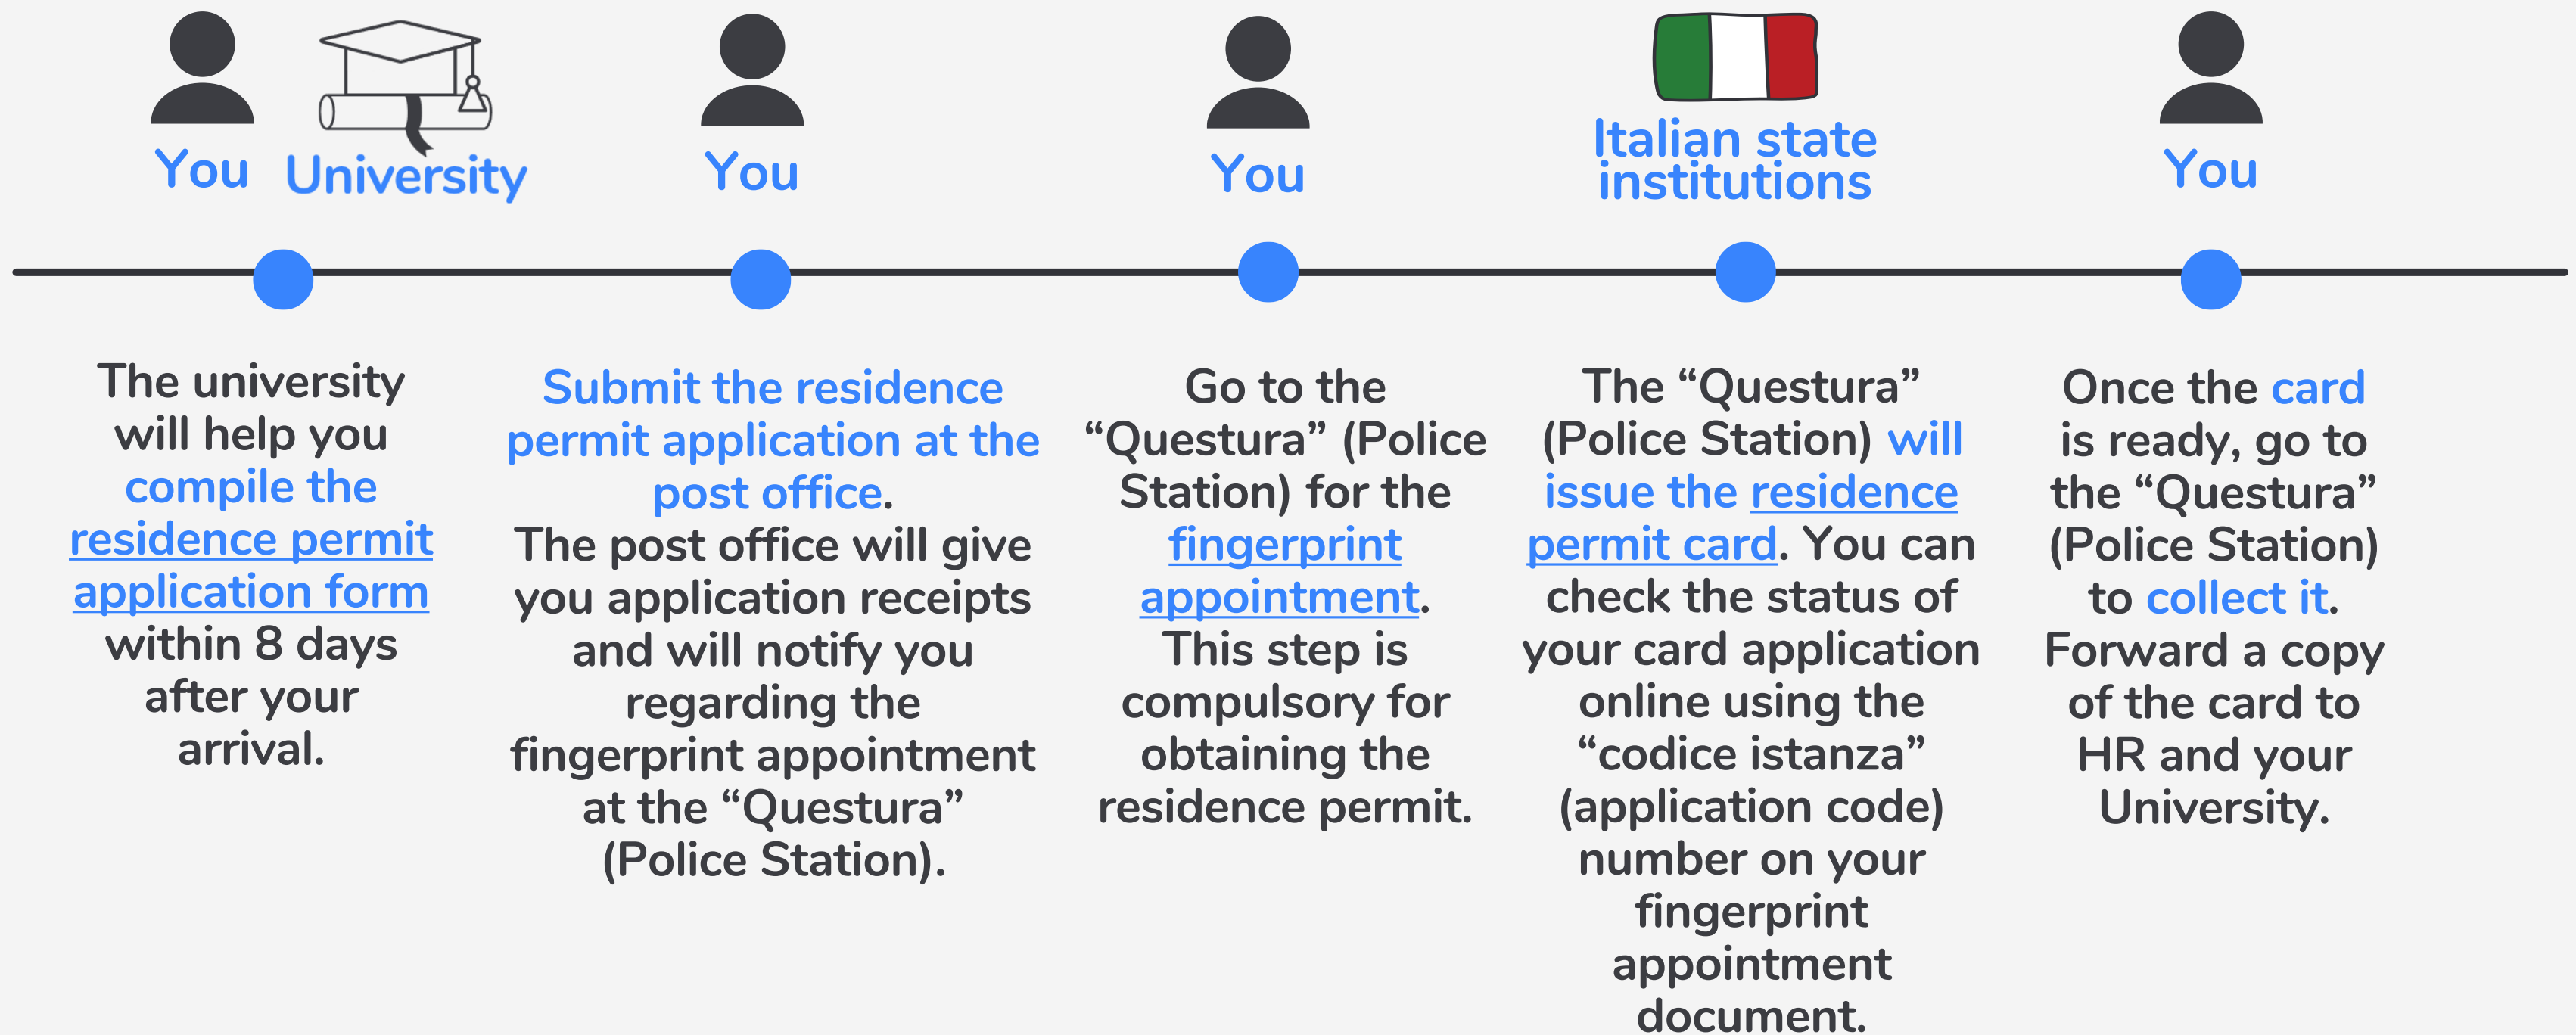 You
University
You
You
Italian state
institutions
You
The university
will help you
compile the
residence permit
application form
within 8 days
after your
arrival.
Submit the residence
permit application at the
post office.
The post office will give
you application receipts
and will notify you
regarding the
fingerprint appointment
at the “Questura”
(Police Station).
Go to the
“Questura” (Police
Station) for the
fingerprint
appointment.
This step is
compulsory for
obtaining the
residence permit.
The “Questura”
(Police Station) will
issue the residence
permit card. You can
check the status of
your card application
online using the
“codice istanza”
(application code)
number on your
fingerprint
appointment
document.
Once the card
is ready, go to
the “Questura”
(Police Station)
to collect it.
Forward a copy
of the card to
HR and your
University.